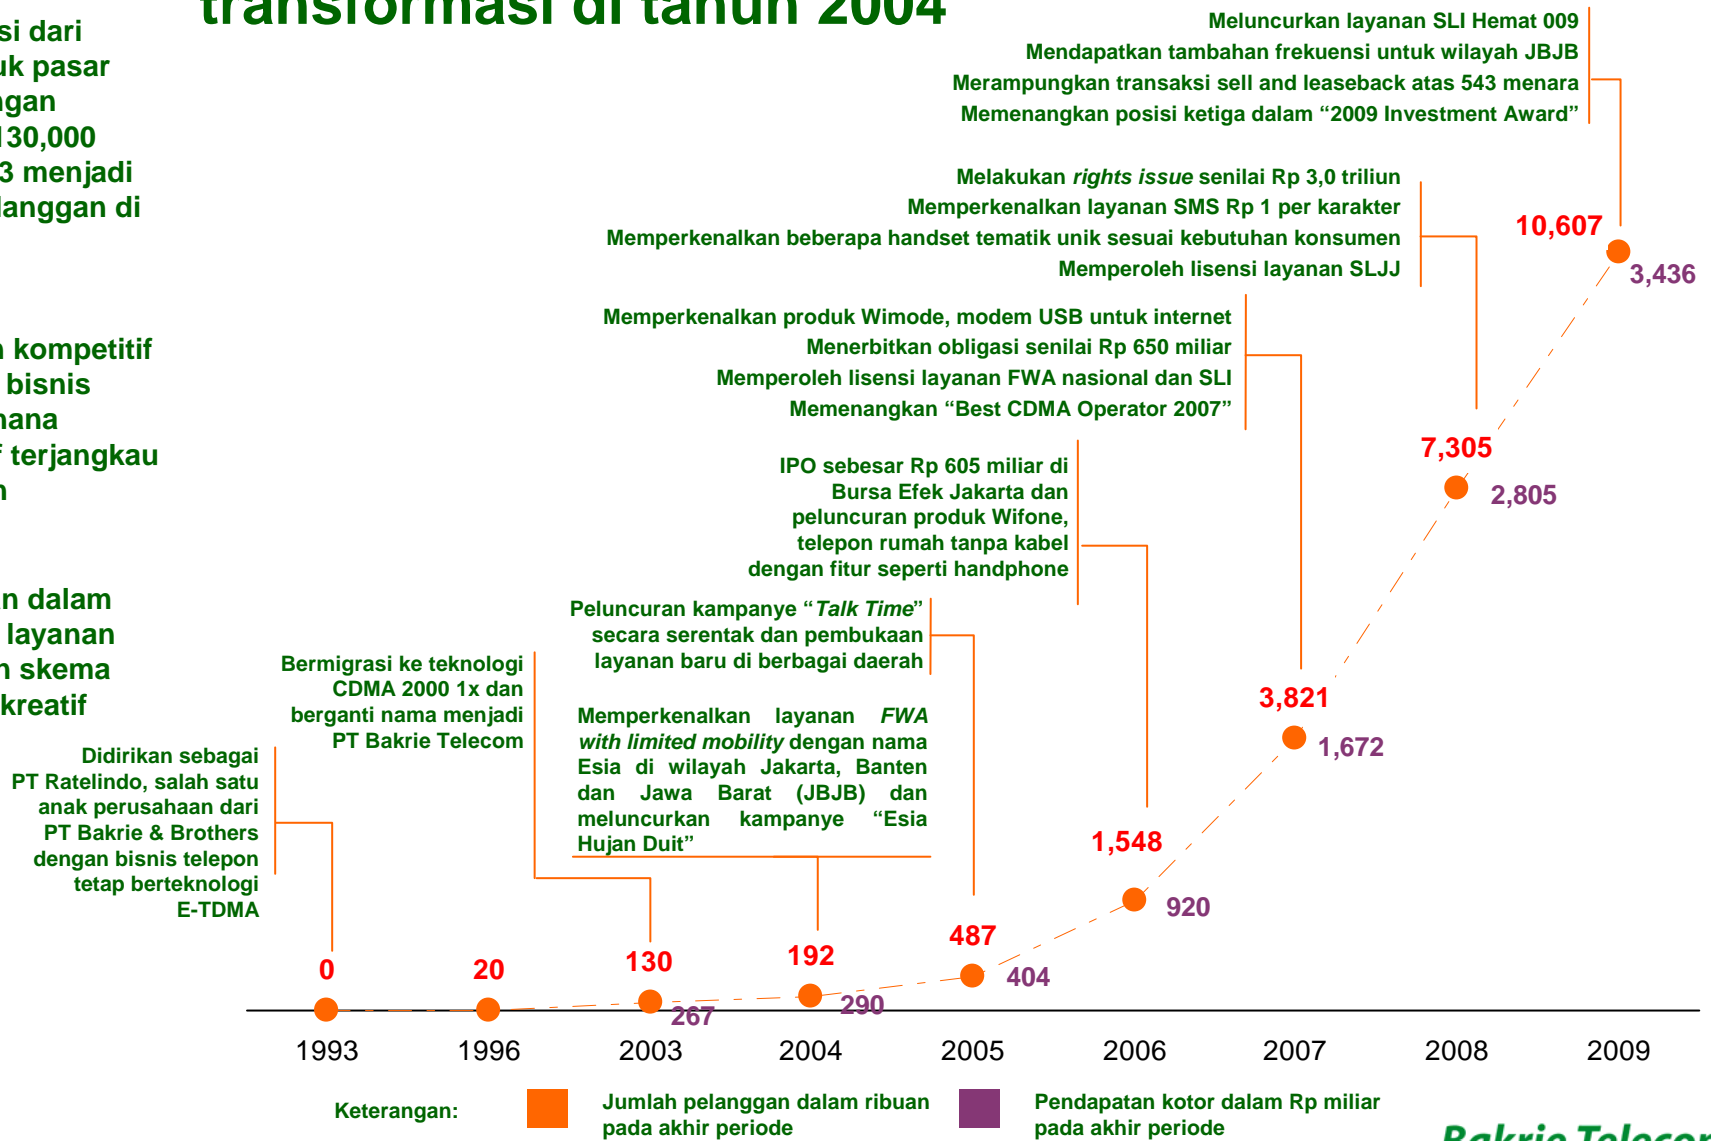 transformasi di tahun 2004
si dari
uk pasar
ngan
130,000
3 menjadi
langgan di
n kompetitif
bisnis
mana
f terjangkau
n
an dalam
layanan
n skema
kreatif
Meluncurkan layanan SLI Hemat 009
Mendapatkan tambahan frekuensi untuk wilayah JBJB
Merampungkan transaksi sell and leaseback atas 543 menara
Memenangkan posisi ketiga dalam “2009 Investment Award”
Melakukan rights issue senilai Rp 3,0 triliun
Memperkenalkan layanan SMS Rp 1 per karakter
Memperkenalkan beberapa handset tematik unik sesuai kebutuhan konsumen
Memperoleh lisensi layanan SLJJ
Memperkenalkan produk Wimode, modem USB untuk internet
Menerbitkan obligasi senilai Rp 650 miliar
Memperoleh lisensi layanan FWA nasional dan SLI
Memenangkan “Best CDMA Operator 2007”
IPO sebesar Rp 605 miliar di
Bursa Efek Jakarta dan
peluncuran produk Wifone,
telepon rumah tanpa kabel
dengan fitur seperti handphone
Peluncuran kampanye “Talk Time”
secara serentak dan pembukaan
layanan baru di berbagai daerah
Bermigrasi ke teknologi
CDMA 2000 1x dan
berganti nama menjadi
PT Bakrie Telecom
Memperkenalkan layanan FWA
with limited mobility dengan nama
Esia di wilayah Jakarta, Banten
dan Jawa Barat (JBJB) dan
meluncurkan kampanye “Esia
Hujan Duit”
Didirikan sebagai
PT Ratelindo, salah satu
anak perusahaan dari
PT Bakrie & Brothers
dengan bisnis telepon
tetap berteknologi
E-TDMA
10,607
3,436
7,305
2,805
3,821
1,672
1,548
920
487
404
192
290
130
267
20
0
1993 1996 2003 2004 2005 2006 2007 2008 2009
Keterangan:
Jumlah pelanggan dalam ribuan
pada akhir periode
Pendapatan kotor dalam Rp miliar
pada akhir periode
Bakrie Telecom